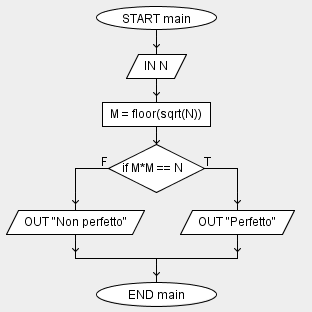 START main
IN N
M = floor(sqrt(N))
F
if M*M == N
T
OUT "Non perfetto"
OUT "Perfetto"
END main